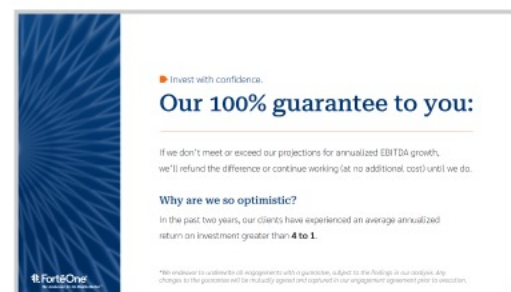 Invest with confidence.
Our 100% guarantee to you:
If we don't meet or exceed our projections for annualized EBITDA growth,
we'll refund the difference or continue working (at no additional cost) until we do.
Why are we so optimistic?
In the past two years, our clients have experienced an average annualized
return on investment greater than 4 to 1.
*We endeavor to underwrite all engagements with a guarantee, subject to the findings in our analysis. Any
changes to the guarantee will be mutually agreed and captured in our engagement agreement prior to execution.
FortéOne